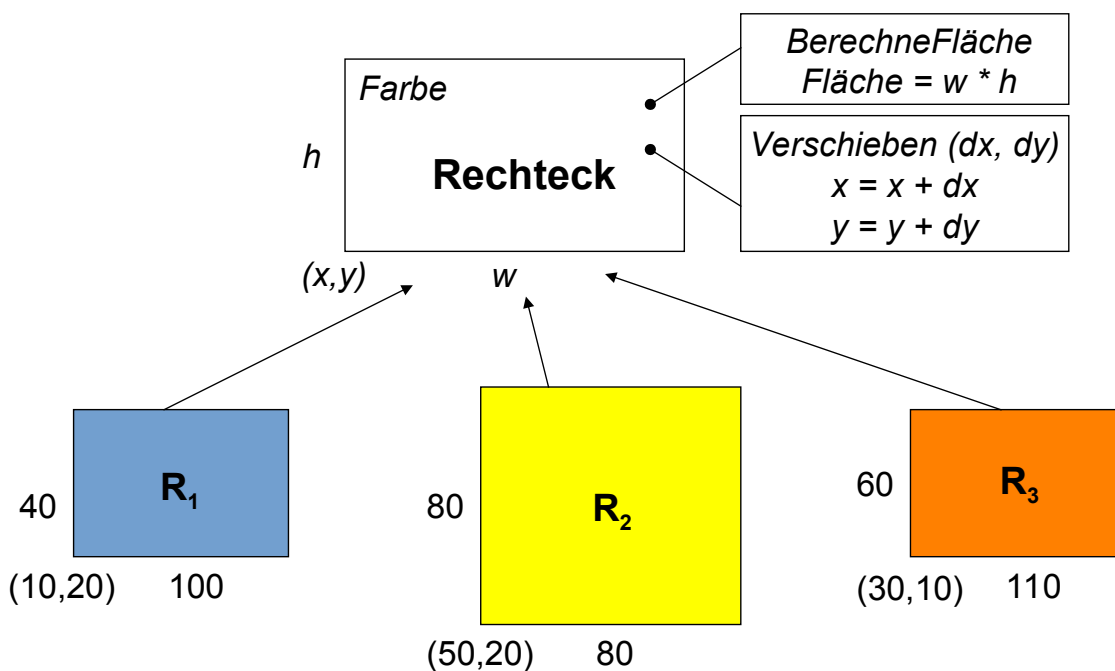 BerechneFläche
Fläche = w * h
Farbe
Verschieben (dx, dy)
x = x + dx
y = y + dy
h
Rechteck
(x,y)
w
R₁
40
(10,20)
100
R₂
80
(50,20)
80
R₃
60
(30,10)
110